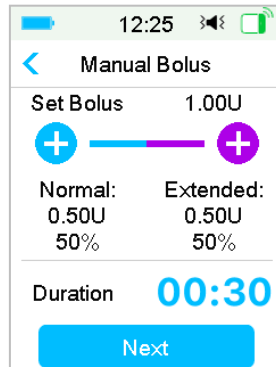 12:25
Manual Bolus
Set Bolus 1.00U
Normal: Extended:
0.50U 0.50U
50% 50%
Duration 00:30
Next